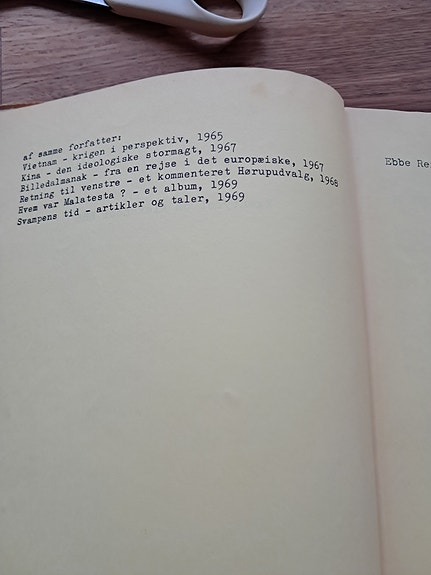 af samme forfatter:
Vietnam - krigen i perspektiv, 1965
Kina - den ideologiske stormagt, 1967
Billedalmanak - fra en rejse i det europæiske, 1967
Retning til venstre - et kommenteret Hørupudvalg, 1968
Hvem var Malatesta ? - et album, 1969
Svampens tid - artikler og taler, 1969
Ebbe Re